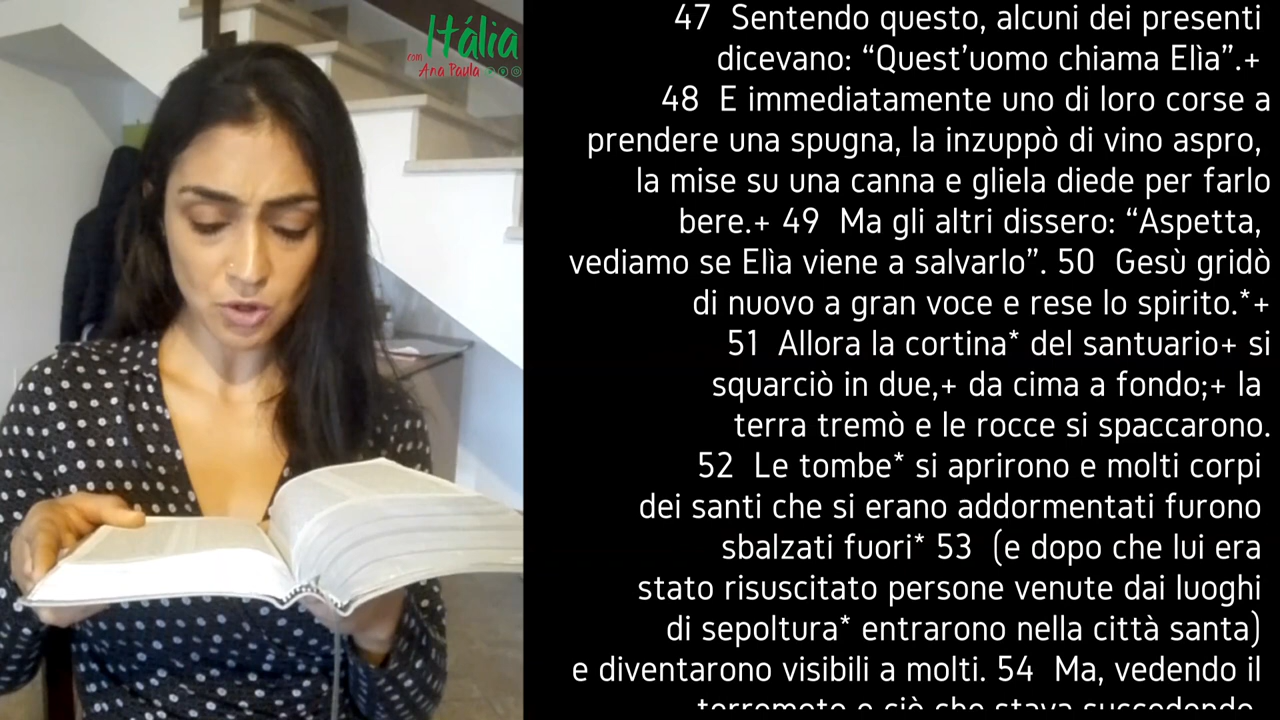 Itália
com
Ana Paula
47 Sentendo questo, alcuni dei presenti
dicevano: “Quest’uomo chiama Elìa”.+
48 E immediatamente uno di loro corse a
prendere una spugna, la inzuppò di vino aspro,
la mise su una canna e gliela diede per farlo
bere.+ 49 Ma gli altri dissero: “Aspetta,
vediamo se Elìa viene a salvarlo”. 50 Gesù gridò
di nuovo a gran voce e rese lo spirito.*+
51 Allora la cortina* del santuario+ si
squarciò in due,+ da cima a fondo;+ la
terra tremò e le rocce si spaccarono.
52 Le tombe* si aprirono e molti corpi
dei santi che si erano addormentati furono
sbalzati fuori* 53 (e dopo che lui era
stato risuscitato persone venute dai luoghi
di sepoltura* entrarono nella città santa)
e diventarono visibili a molti. 54 Ma, vedendo il
terremoto e ciò che stava succedendo,